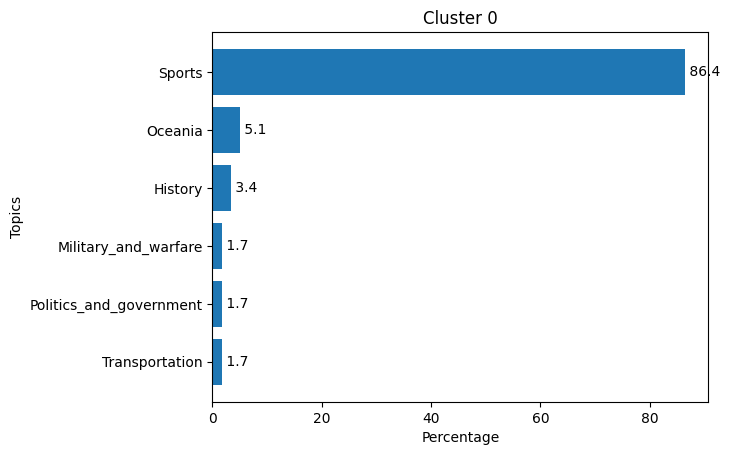 Cluster 0
Topics
Sports 86.4
Oceania 5.1
History 3.4
Military_and_warfare 1.7
Politics_and_government 1.7
Transportation 1.7
0 20 40 60 80
Percentage